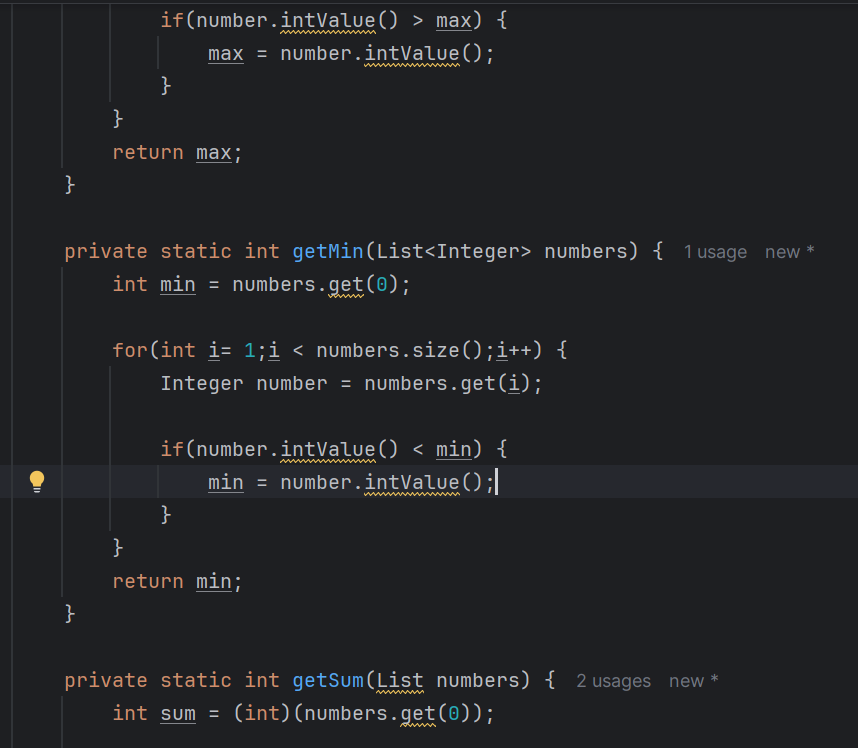 if(number.intValue() > max) {
max = number.intValue();
}
}
return max;
}
private static int getMin(List<Integer> numbers) { 1 usage new *
int min = numbers.get(0);
for(int i= 1;i < numbers.size();i++) {
Integer number = numbers.get(i);
if(number.intValue() < min) {
min = number.intValue();
}
}
return min;
}
private static int getSum(List numbers) { 2 usages new *
int sum = (int)(numbers.get(0));